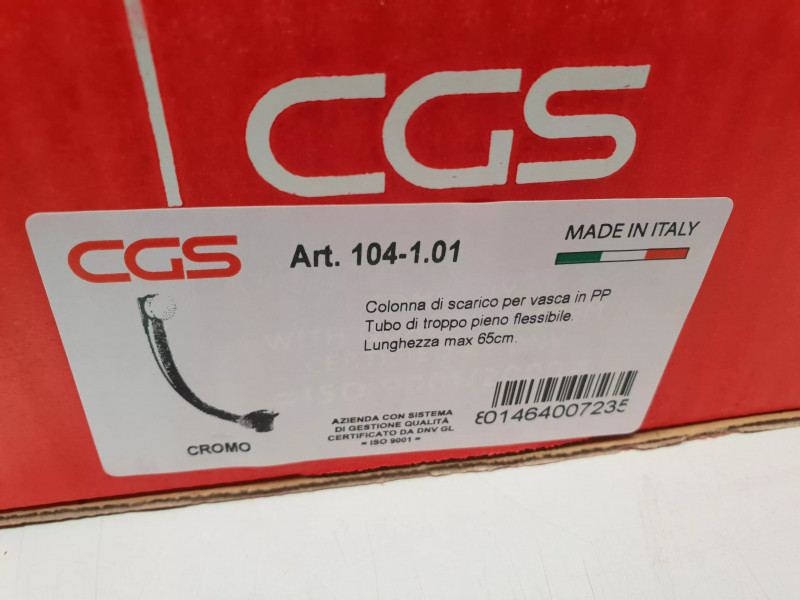 CGS
CGS
Art. 104-1.01
MADE IN ITALY
Colonna di scarico per vasca in PP
Tubo di troppo pieno flessibile.
Lunghezza max 65cm.
CROMO
AZIENDA CON SISTEMA
DI GESTIONE QUALITÀ
CERTIFICATO DA DNV GL
= ISO 9001 =
801464007235